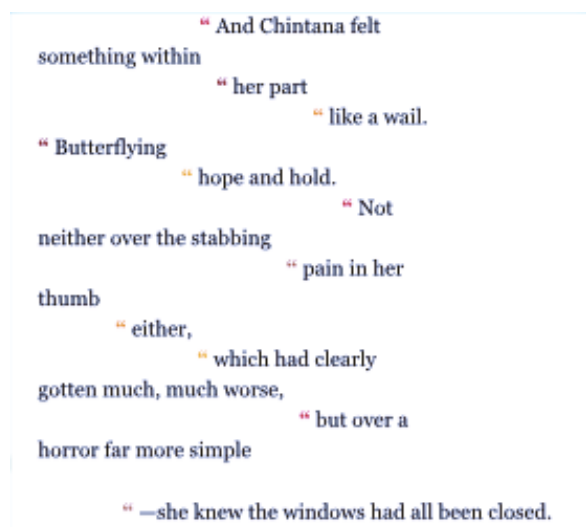 “ And Chintana felt
something within
“ her part
“ like a wail.
“ Butterflying
“ hope and hold.
“ Not
neither over the stabbing
“ pain in her
thumb
“ either,
“ which had clearly
gotten much, much worse,
“ but over a
horror far more simple
“ —she knew the windows had all been closed.